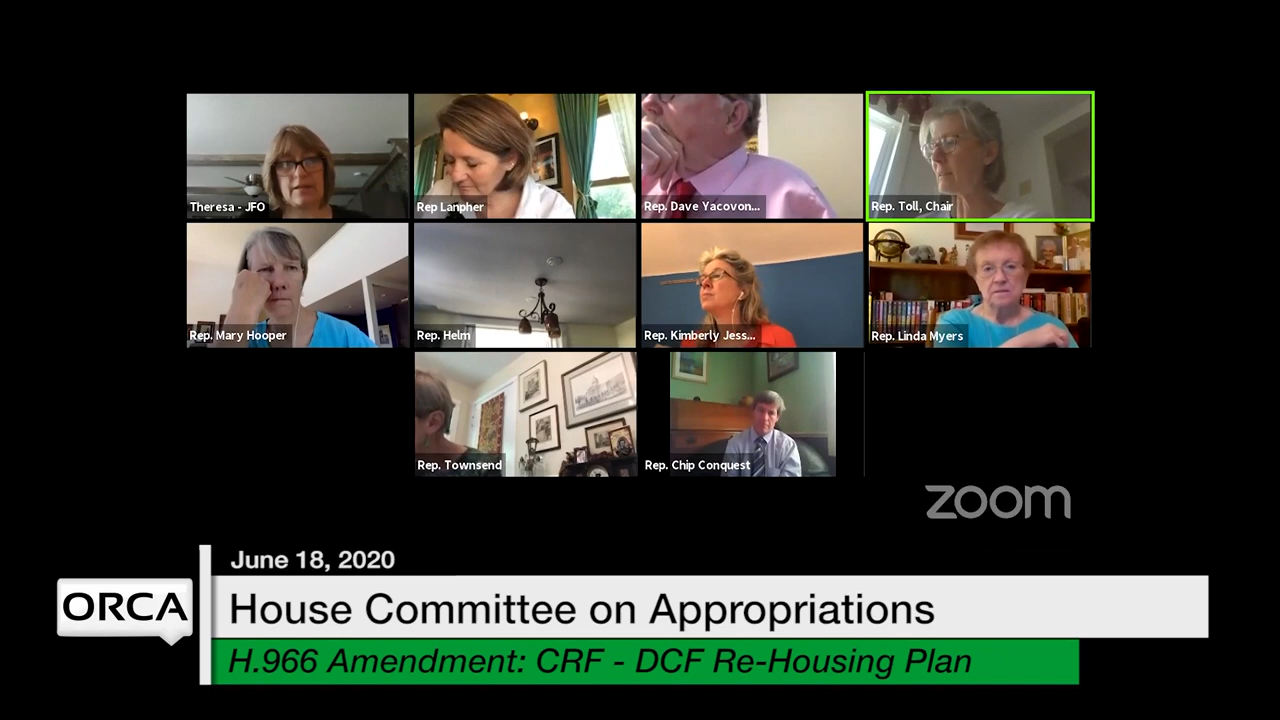 Theresa - JFO
Rep Lanpher
Rep. Dave Yacovon...
Rep. Toll, Chair
Rep. Mary Hooper
Rep. Helm
Rep. Kimberly Jess...
Rep. Linda Myers
Rep. Townsend
Rep. Chip Conquest
zoom
June 18, 2020
ORCA
House Committee on Appropriations
H.966 Amendment: CRF - DCF Re-Housing Plan